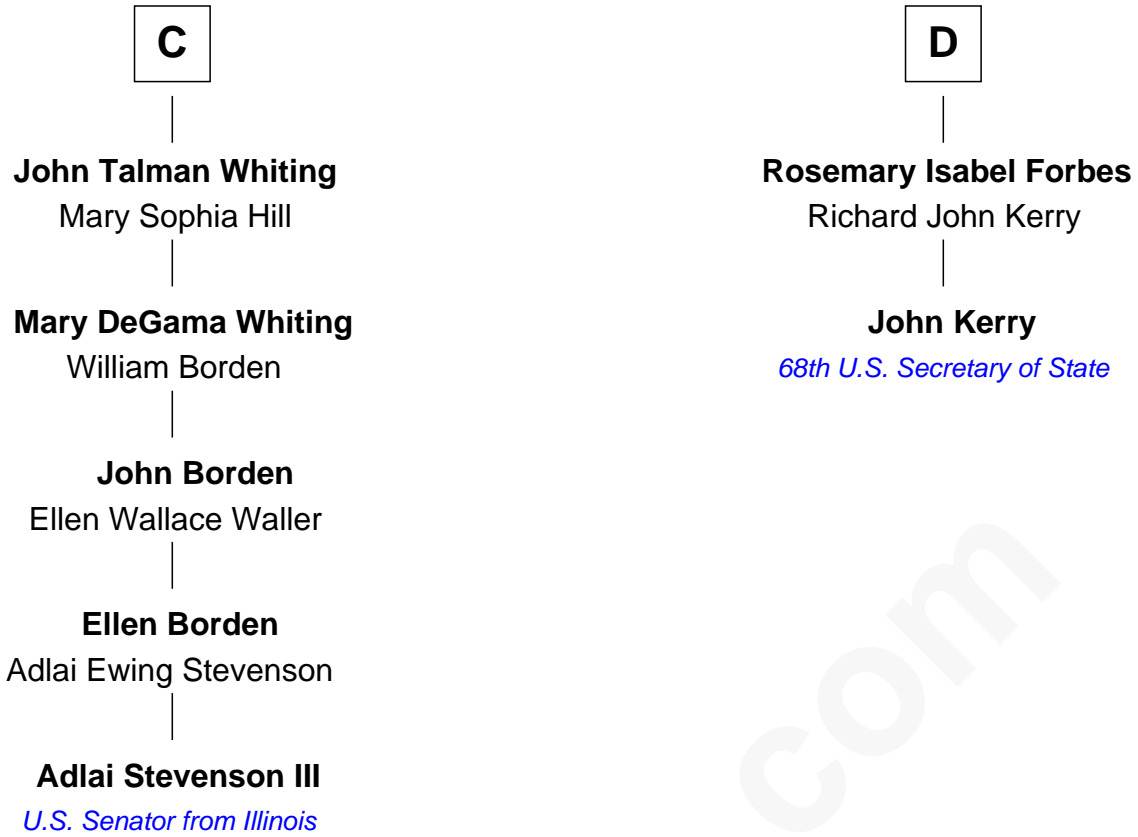 C
John Talman Whiting
Mary Sophia Hill
Mary DeGama Whiting
William Borden
John Borden
Ellen Wallace Waller
Ellen Borden
Adlai Ewing Stevenson
Adlai Stevenson III
U.S. Senator from Illinois
D
Rosemary Isabel Forbes
Richard John Kerry
John Kerry
68th U.S. Secretary of State
com